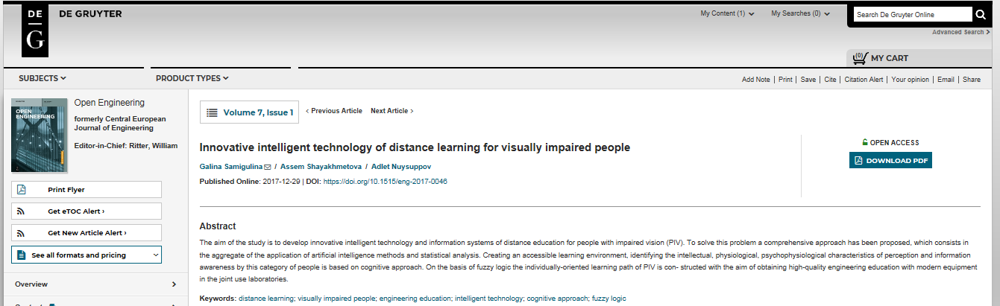 DE GRUYTER
My Content (1)
My Searches (0)
Search De Gruyter Online
Advanced Search >
DE
G
(0) MY CART
SUBJECTS
PRODUCT TYPES
Add Note | Print | Save | Cite | Citation Alert | Your opinion | Email | Share
OPEN ENGINEERING
Open Engineering
formerly Central European
Journal of Engineering
Editor-in-Chief: Ritter, William
Print Flyer
Get eTOC Alert ›
Get New Article Alert ›
See all formats and pricing
Overview
Volume 7, Issue 1
< Previous Article
Next Article >
Innovative intelligent technology of distance learning for visually impaired people
Galina Samigulina / Assem Shayakhmetova / Adlet Nuysuppov
Published Online: 2017-12-29 | DOI: https://doi.org/10.1515/eng-2017-0046
OPEN ACCESS
DOWNLOAD PDF
Abstract
The aim of the study is to develop innovative intelligent technology and information systems of distance education for people with impaired vision (PIV). To solve this problem a comprehensive approach has been proposed, which consists in
the aggregate of the application of artificial intelligence methods and statistical analysis. Creating an accessible learning environment, identifying the intellectual, physiological, psychophysiological characteristics of perception and information
awareness by this category of people is based on cognitive approach. On the basis of fuzzy logic the individually-oriented learning path of PIV is con- structed with the aim of obtaining high-quality engineering education with modern equipment
in the joint use laboratories.
Keywords: distance learning; visually impaired people; engineering education; intelligent technology; cognitive approach; fuzzy logic